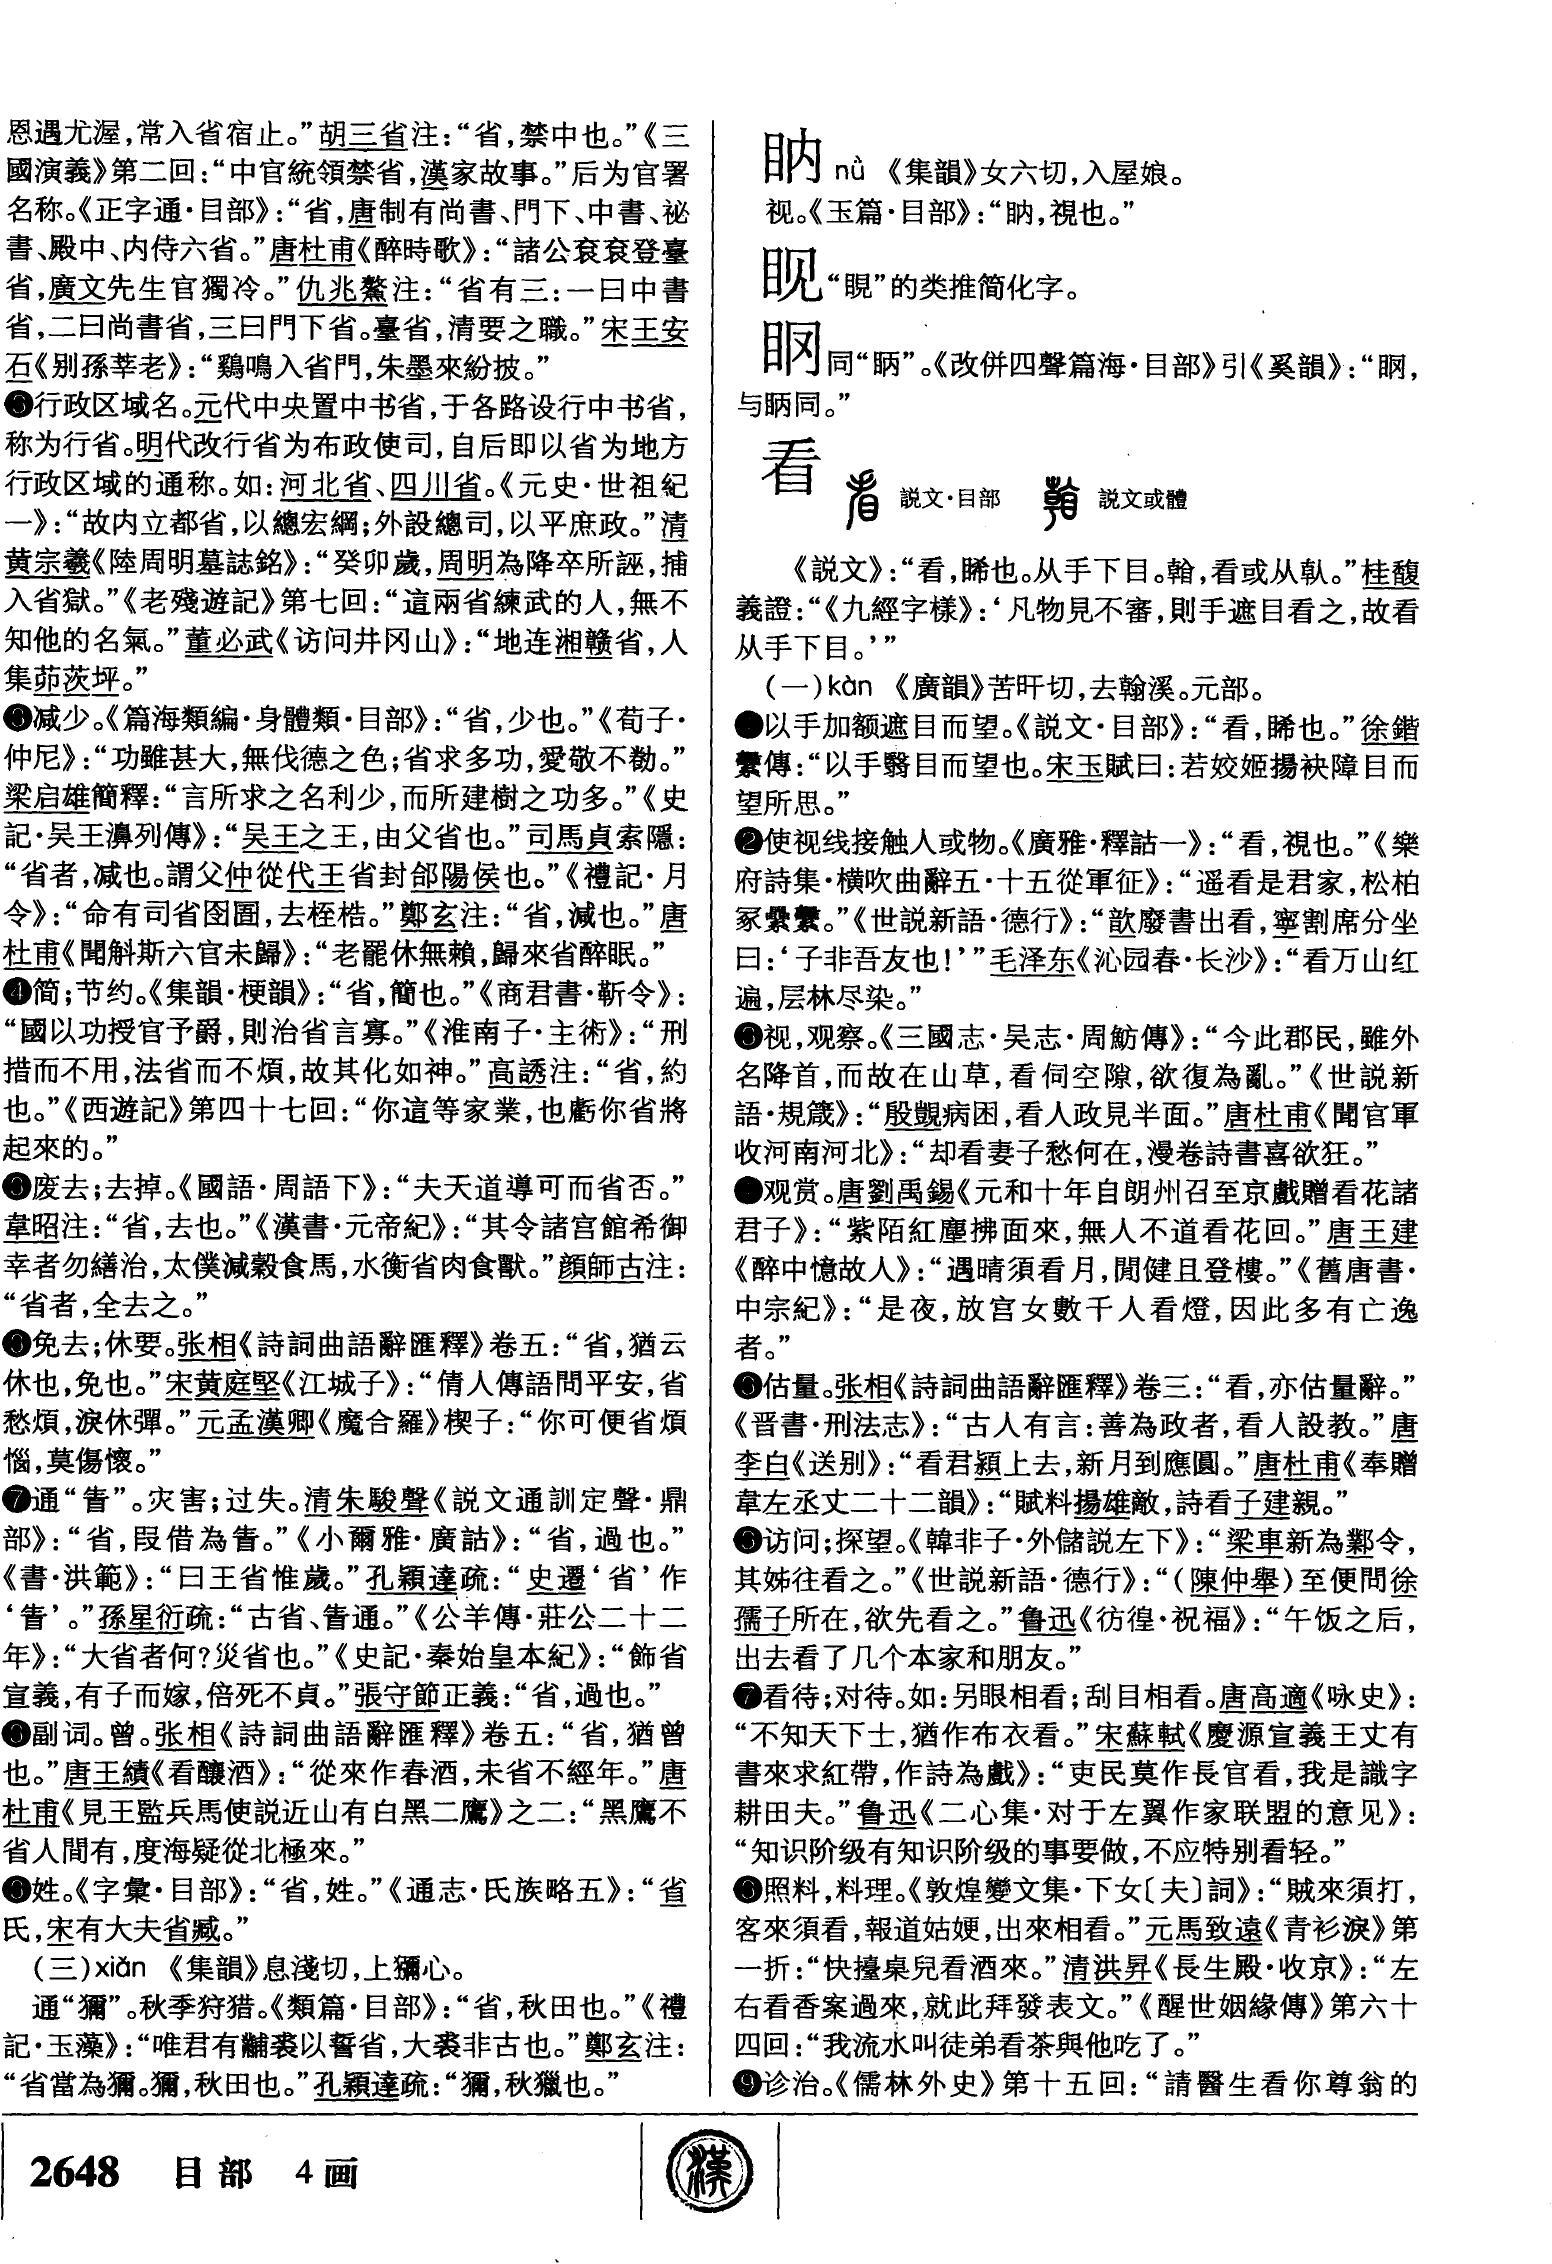 恩遇尤渥,常入省宿止。”胡三省注:“省,禁中也。”《三
國演義》第二回:“中官統領禁省,漢家故事。”后为官署
名称。《正字通·目部》:“省,唐制有尚書、門下、中書、祕
書、殿中、内侍六省。”唐杜甫《醉時歌》:“諸公衮衮登臺
省,廣文先生官獨冷。”仇兆鰲注:“省有三:一曰中書
省,二曰尚書省,三曰門下省。臺省,清要之職。”宋王安
石《别孫莘老》:“鷄鳴入省門,朱墨來紛披。”
行政区域名。元代中央置中书省,于各路设行中书省,
称为行省。明代改行省为布政使司,自后即以省为地方
行政区域的通称。如:河北省、四川省。《元史·世祖紀
一》:“故内立都省,以總宏綱;外設總司,以平庶政。”清
黄宗羲《陸周明墓誌銘》:“癸卯歲,周明為降卒所誣,捕
入省獄。”《老殘遊記》第七回:“這兩省練武的人,無不
知他的名氣。”董必武《访问井冈山》:“地连湘赣省,人
集茆茨坪。”
❸减少。《篇海類編·身體類·目部》:“省,少也。”《荀子·
仲尼》:“功雖甚大,無伐德之色;省求多功,愛敬不勌。”
梁启雄簡釋:“言所求之名利少,而所建樹之功多。”《史
記·吴王濞列傳》:“吴王之王,由父省也。”司馬貞索隱:
“省者,减也。謂父仲從代王省封郃陽侯也。”《禮記·月
令》:“命有司省囹圄,去桎梏。”鄭玄注:“省,減也。”唐
杜甫《聞斛斯六官未歸》:“老罷休無賴,歸來省醉眠。”
❹简;节约。《集韻·梗韻》:“省,簡也。”《商君書·靳令》:
“國以功授官予爵,則治省言寡。”《淮南子·主術》:“刑
措而不用,法省而不煩,故其化如神。”高誘注:“省,約
也。”《西遊記》第四十七回:“你這等家業,也虧你省將
起來的。”
❺废去;去掉。《國語·周語下》:“夫天道導可而省否。”
韋昭注:“省,去也。”《漢書·元帝紀》:“其令諸宫館希御
幸者勿繕治,太僕減穀食馬,水衡省肉食獸。”顔師古注:
“省者,全去之。”
❻免去;休要。张相《詩詞曲語辭匯釋》卷五:“省,猶云
休也,免也。”宋黄庭堅《江城子》:“倩人傳語問平安,省
愁煩,淚休彈。”元孟漢卿《魔合羅》楔子:“你可便省煩
惱,莫傷懷。”
❼通“眚”。灾害;过失。清朱駿聲《説文通訓定聲·鼎
部》:“省,叚借為眚。”《小爾雅·廣詁》:“省,過也。”
《書·洪範》:“曰王省惟歲。”孔穎達疏:“史遷‘省’作
‘眚’。”孫星衍疏:“古省、眚通。”《公羊傳·莊公二十二
年》:“大省者何?災省也。”《史記·秦始皇本紀》:“飾省
宣義,有子而嫁,倍死不貞。”張守節正義:“省,過也。”
❽副词。曾。张相《詩詞曲語辭匯釋》卷五:“省,猶曾
也。”唐王績《看釀酒》:“從來作春酒,未省不經年。”唐
杜甫《見王監兵馬使説近山有白黑二鷹》之二:“黑鷹不
省人間有,度海疑從北極來。”
❾姓。《字彙·目部》:“省,姓。”《通志·氏族略五》:“省
氏,宋有大夫省臧。”
(三)xiǎn 《集韻》息淺切,上獮心。
通“獮”。秋季狩猎。《類篇·目部》:“省,秋田也。”《禮
記·玉藻》:“唯君有黼裘以誓省,大裘非古也。”鄭玄注:
“省當為獮。獮,秋田也。”孔穎達疏:“獮,秋獵也。”
䀕 nǜ 《集韻》女六切,入屋娘。
视。《玉篇·目部》:“䀕,視也。”
“睍”的类推简化字。
同“眪”。《改併四聲篇海·目部》引《奚韻》:“
与眪同。”
看 説文·目部 説文或體
《説文》:“看,睎也。从手下目。翰,看或从倝。”桂馥
義證:“《九經字樣》:‘凡物見不審,則手遮目看之,故看
从手下目。’”
(一)kàn 《廣韻》苦旰切,去翰溪。元部。
❶以手加额遮目而望。《説文·目部》:“看,睎也。”徐鍇
繫傳:“以手翳目而望也。宋玉賦曰:若姣姬揚袂障目而
望所思。”
❷使视线接触人或物。《廣雅·釋詁一》:“看,視也。”《樂
府詩集·横吹曲辭五·十五從軍征》:“遥看是君家,松柏
冢纍纍。”《世説新語·德行》:“歆廢書出看,寧割席分坐
曰:‘子非吾友也!’”毛泽东《沁园春·长沙》:“看万山红
遍,层林尽染。”
❸视,观察。《三國志·吴志·周魴傳》:“今此郡民,雖外
名降首,而故在山草,看伺空隙,欲復為亂。”《世説新
語·規箴》:“殷覬病困,看人政見半面。”唐杜甫《聞官軍
收河南河北》:“却看妻子愁何在,漫卷詩書喜欲狂。”
❹观赏。唐劉禹錫《元和十年自朗州召至京戲贈看花諸
君子》:“紫陌紅塵拂面來,無人不道看花回。”唐王建
《醉中憶故人》:“遇晴須看月,閒健且登樓。”《舊唐書·
中宗紀》:“是夜,放宫女數千人看燈,因此多有亡逸
者。”
❺估量。张相《詩詞曲語辭匯釋》卷三:“看,亦估量辭。”
《晋書·刑法志》:“古人有言:善為政者,看人設教。”唐
李白《送别》:“看君潁上去,新月到應圓。”唐杜甫《奉贈
韋左丞丈二十二韻》:“賦料揚雄敵,詩看子建親。”
❻访问;探望。《韓非子·外儲説左下》:“梁車新為鄴令,
其姊往看之。”《世説新語·德行》:“(陳仲舉)至便問徐
孺子所在,欲先看之。”鲁迅《彷徨·祝福》:“午饭之后,
出去看了几个本家和朋友。”
❼看待;对待。如:另眼相看;刮目相看。唐高適《咏史》:
“不知天下士,猶作布衣看。”宋蘇軾《慶源宣義王丈有
書來求紅帶,作詩為戲》:“吏民莫作長官看,我是識字
耕田夫。”鲁迅《二心集·对于左翼作家联盟的意见》:
“知识阶级有知识阶级的事要做,不应特别看轻。”
❽照料,料理。《敦煌變文集·下女〔夫〕詞》:“賊來須打,
客來須看,報道姑嫂,出來相看。”元馬致遠《青衫淚》第
一折:“快擡桌兒看酒來。”清洪昇《長生殿·收京》:“左
右看香案過來,就此拜發表文。”《醒世姻緣傳》第六十
四回:“我流水叫徒弟看茶與他吃了。”
❾诊治。《儒林外史》第十五回:“請醫生看你尊翁的
2648 目部 4画
漢